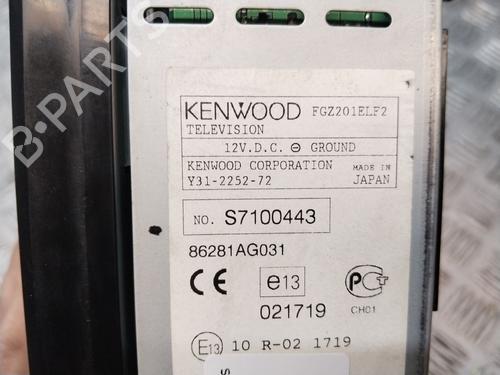 B-PARTS
KENWOOD FGZ201ELF2
TELEVISION
12V.D.C. ⊖ GROUND
KENWOOD CORPORATION MADE IN
Y31-2252-72 JAPAN
NO. S7100443
86281AG031
CE e13 PCT
021719 CH01
E13 10 R-02 1719
S